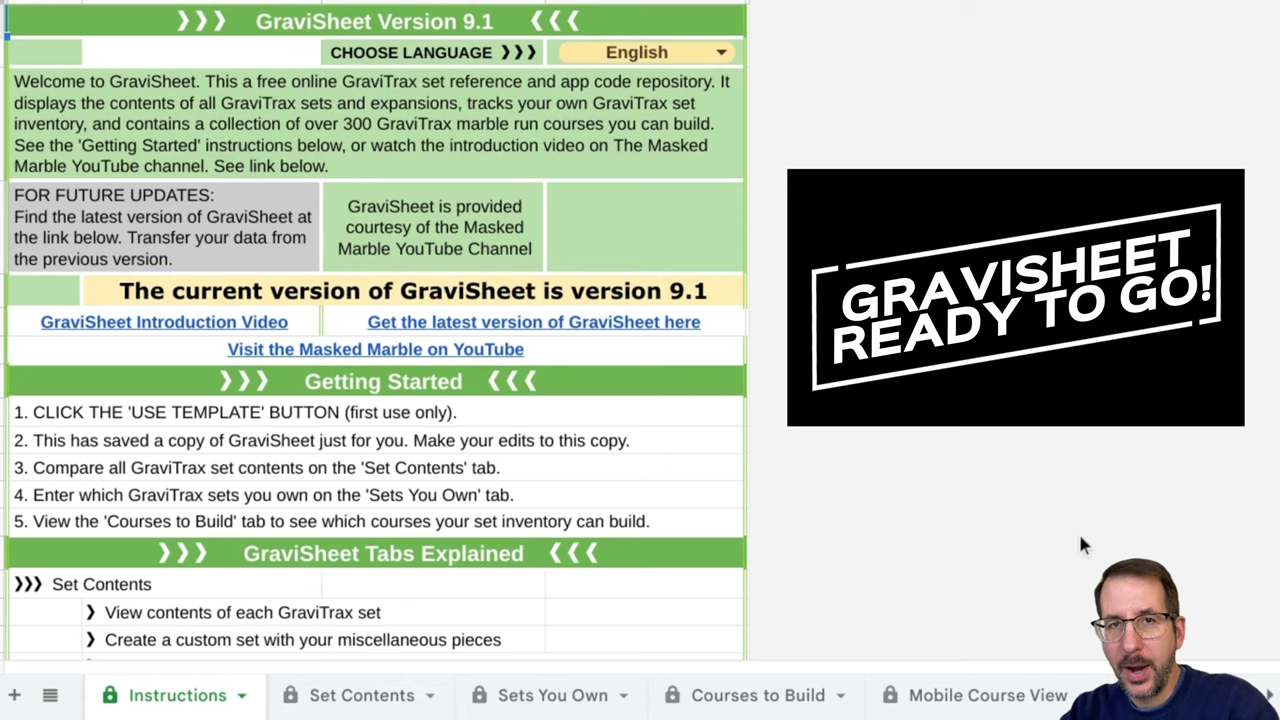 ❯❯❯ GraviSheet Version 9.1 ❮❮❮
CHOOSE LANGUAGE ❯❯❯ English
Welcome to GraviSheet. This a free online GraviTrax set reference and app code repository. It
displays the contents of all GraviTrax sets and expansions, tracks your own GraviTrax set
inventory, and contains a collection of over 300 GraviTrax marble run courses you can build.
See the 'Getting Started' instructions below, or watch the introduction video on The Masked
Marble YouTube channel. See link below.
FOR FUTURE UPDATES:
Find the latest version of GraviSheet at
the link below. Transfer your data from
the previous version.
GraviSheet is provided
courtesy of the Masked
Marble YouTube Channel
The current version of GraviSheet is version 9.1
GraviSheet Introduction Video
Get the latest version of GraviSheet here
Visit the Masked Marble on YouTube
❯❯❯ Getting Started ❮❮❮
1. CLICK THE 'USE TEMPLATE' BUTTON (first use only).
2. This has saved a copy of GraviSheet just for you. Make your edits to this copy.
3. Compare all GraviTrax set contents on the 'Set Contents' tab.
4. Enter which GraviTrax sets you own on the 'Sets You Own' tab.
5. View the 'Courses to Build' tab to see which courses your set inventory can build.
❯❯❯ GraviSheet Tabs Explained ❮❮❮
❯❯❯ Set Contents
❯ View contents of each GraviTrax set
❯ Create a custom set with your miscellaneous pieces
GRAVISHEET
READY TO GO!
Instructions
Set Contents
Sets You Own
Courses to Build
Mobile Course View